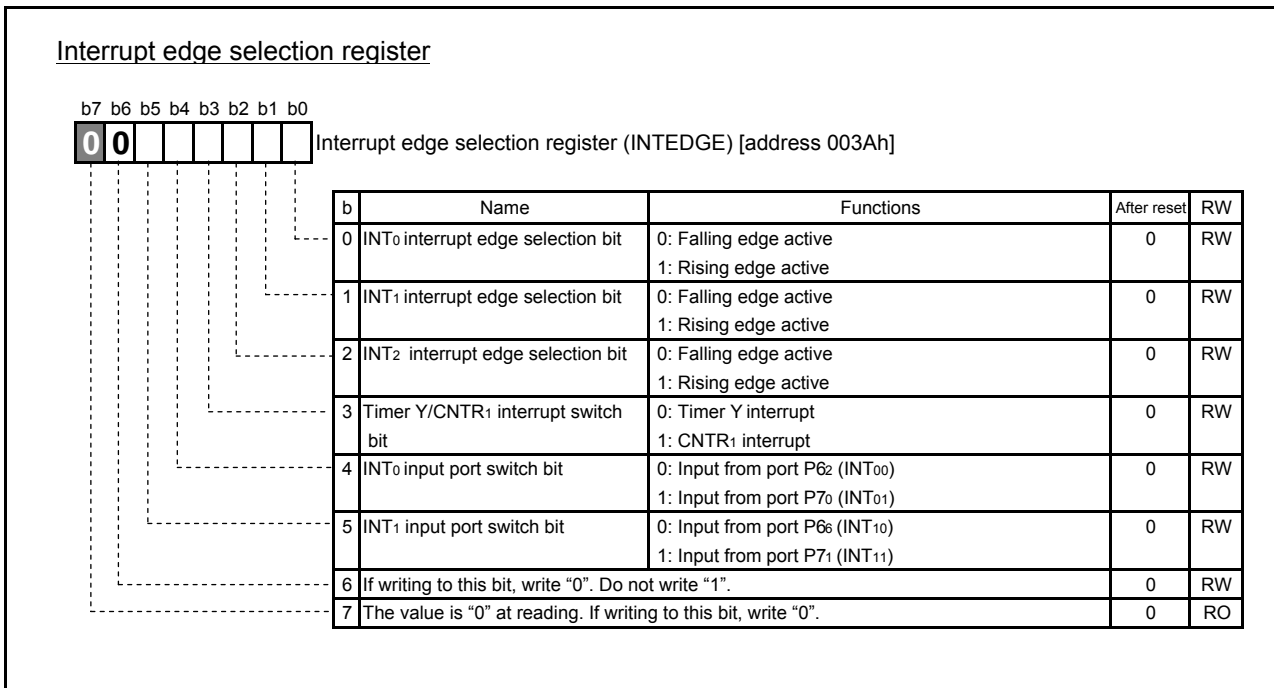 Interrupt edge selection register
b7 b6 b5 b4 b3 b2 b1 b0
0 0 Interrupt edge selection register (INTEDGE) [address 003Ah]
b Name Functions After reset RW
0 INT0 interrupt edge selection bit 0: Falling edge active 0 RW
1: Rising edge active
1 INT1 interrupt edge selection bit 0: Falling edge active 0 RW
1: Rising edge active
2 INT2 interrupt edge selection bit 0: Falling edge active 0 RW
1: Rising edge active
3 Timer Y/CNTR1 interrupt switch 0: Timer Y interrupt 0 RW
bit 1: CNTR1 interrupt
4 INT0 input port switch bit 0: Input from port P62 (INT00) 0 RW
1: Input from port P70 (INT01)
5 INT1 input port switch bit 0: Input from port P66 (INT10) 0 RW
1: Input from port P71 (INT11)
6 If writing to this bit, write “0”. Do not write “1”. 0 RW
7 The value is “0” at reading. If writing to this bit, write “0”. 0 RO